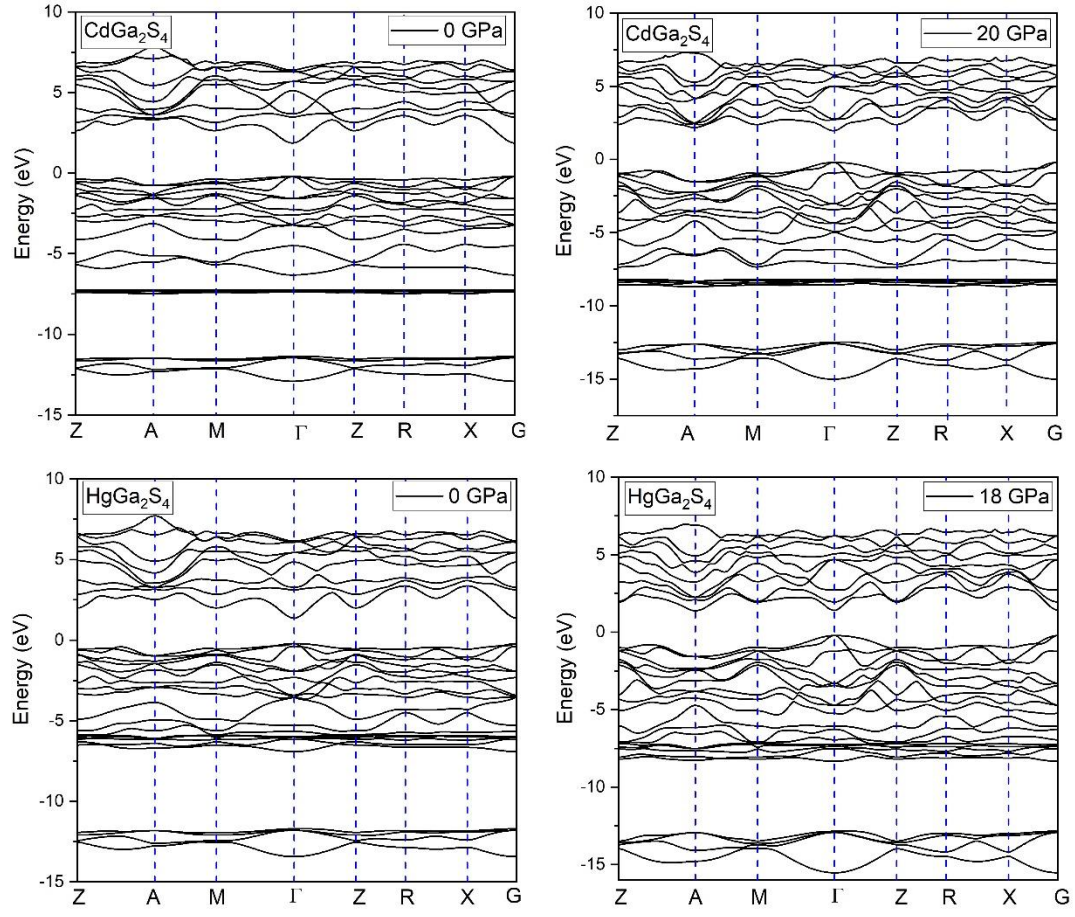 CdGa₂S₄
0 GPa
10
5
0
-5
-10
-15
Energy (eV)
Z A M Γ Z R X G
CdGa₂S₄
20 GPa
10
5
0
-5
-10
-15
Energy (eV)
Z A M Γ Z R X G
HgGa₂S₄
0 GPa
10
5
0
-5
-10
-15
Energy (eV)
Z A M Γ Z R X G
HgGa₂S₄
18 GPa
10
5
0
-5
-10
-15
Energy (eV)
Z A M Γ Z R X G